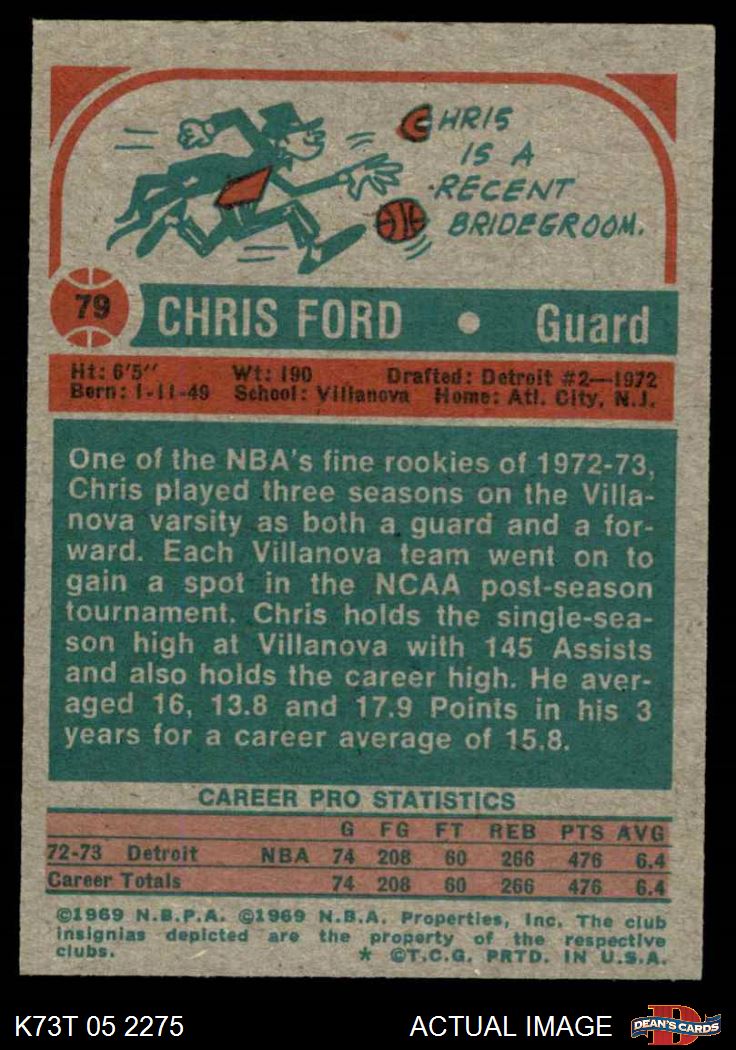 CHRIS
IS A
RECENT
BRIDEGROOM.
79
CHRIS FORD • Guard
Ht: 6'5" Wt: 190 Drafted: Detroit #2—1972
Born: 1-11-49 School: Villanova Home: Atl. City, N.J.
One of the NBA's fine rookies of 1972-73,
Chris played three seasons on the Villa-
nova varsity as both a guard and a for-
ward. Each Villanova team went on to
gain a spot in the NCAA post-season
tournament. Chris holds the single-sea-
son high at Villanova with 145 Assists
and also holds the career high. He aver-
aged 16, 13.8 and 17.9 Points in his 3
years for a career average of 15.8.
CAREER PRO STATISTICS
G FG FT REB PTS AVG
72-73 Detroit NBA 74 208 60 266 476 6.4
Career Totals 74 208 60 266 476 6.4
©1969 N.B.P.A. ©1969 N.B.A. Properties, Inc. The club
insignias depicted are the property of the respective
clubs. * ©T.C.G. PRTD. IN U.S.A.
K73T 05 2275 ACTUAL IMAGE D DEAN'S CARDS